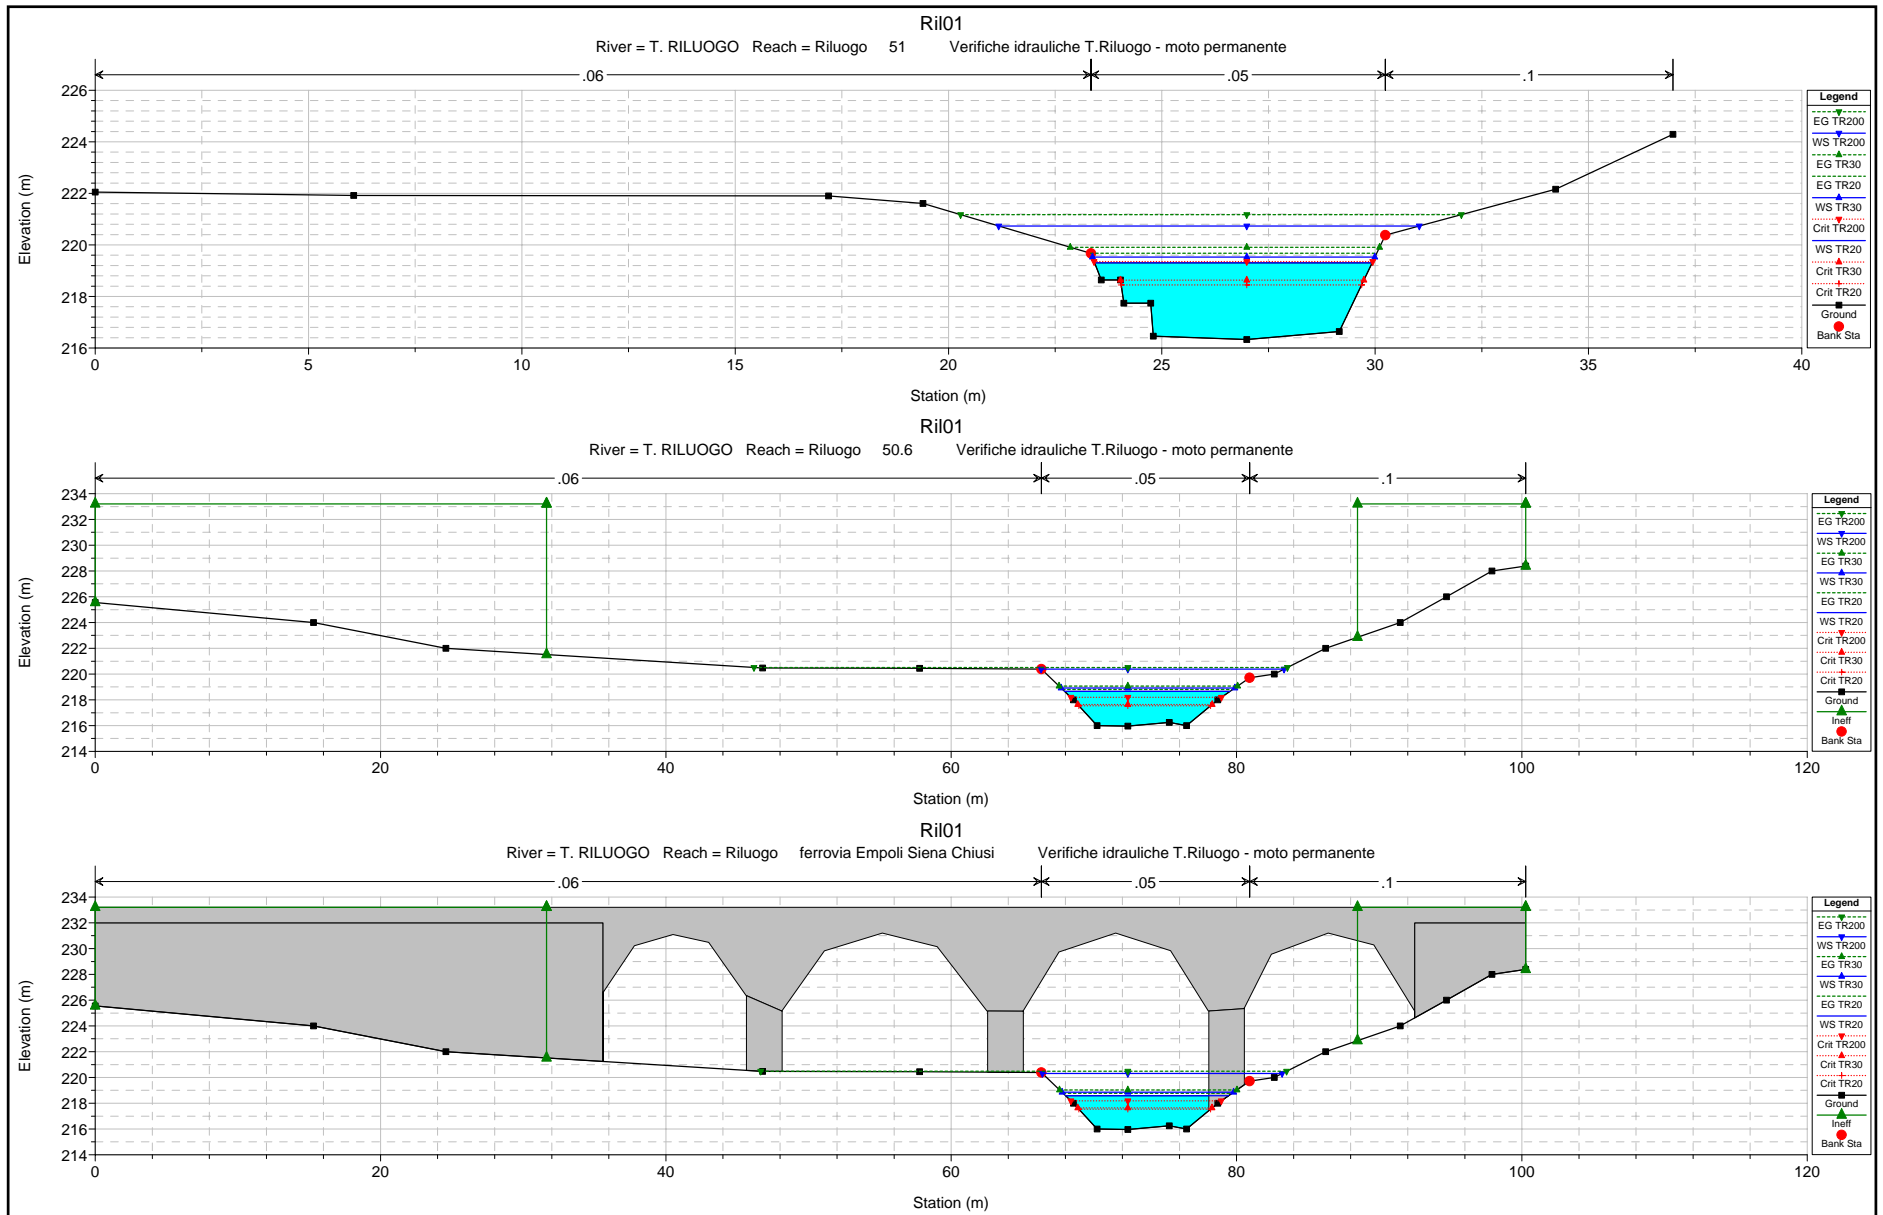 Ril01
River = T. RILUOGO Reach = Riluogo 51 Verifiche idrauliche T.Riluogo - moto permanente
.06 .05 .1
Elevation (m)
226
224
222
220
218
216
0 5 10 15 20 25 30 35 40
Station (m)
Legend
EG TR200
WS TR200
EG TR30
EG TR20
WS TR30
Crit TR200
WS TR20
Crit TR30
Crit TR20
Ground
Bank Sta
Ril01
River = T. RILUOGO Reach = Riluogo 50.6 Verifiche idrauliche T.Riluogo - moto permanente
.06 .05 .1
Elevation (m)
234
232
230
228
226
224
222
220
218
216
214
0 20 40 60 80 100 120
Station (m)
Legend
EG TR200
WS TR200
EG TR30
WS TR30
EG TR20
WS TR20
Crit TR200
Crit TR30
Crit TR20
Ground
Ineff
Bank Sta
Ril01
River = T. RILUOGO Reach = Riluogo ferrovia Empoli Siena Chiusi Verifiche idrauliche T.Riluogo - moto permanente
.06 .05 .1
Elevation (m)
234
232
230
228
226
224
222
220
218
216
214
0 20 40 60 80 100 120
Station (m)
Legend
EG TR200
WS TR200
EG TR30
WS TR30
EG TR20
WS TR20
Crit TR200
Crit TR30
Crit TR20
Ground
Ineff
Bank Sta